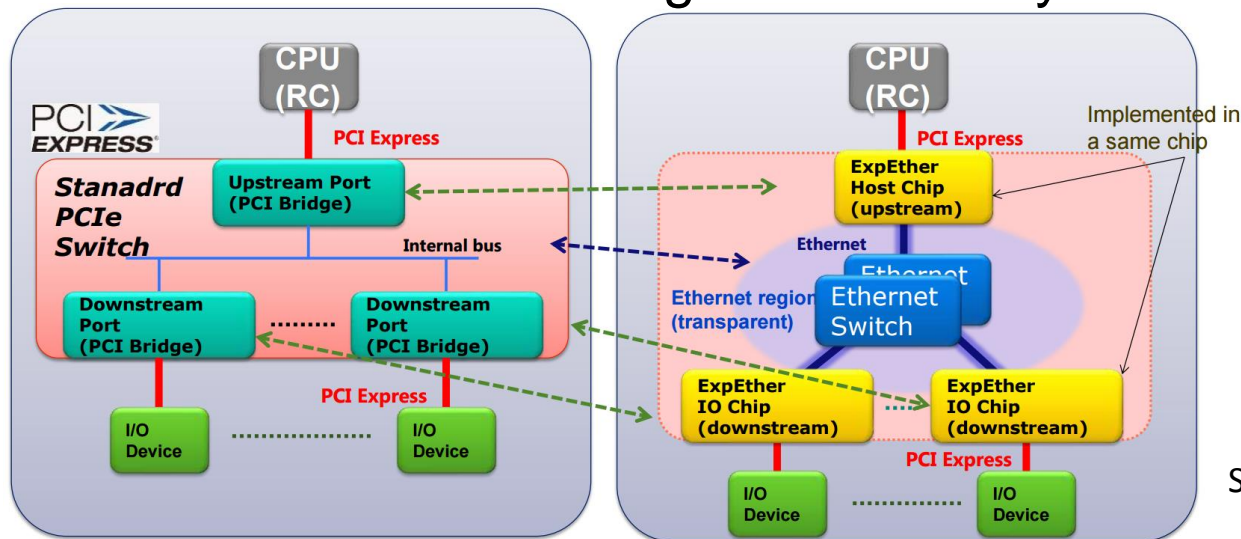 CPU
(RC)
PCI
EXPRESS®
PCI Express
Stanadrd
PCIe
Switch
Upstream Port
(PCI Bridge)
Internal bus
Downstream
Port
(PCI Bridge)
Downstream
Port
(PCI Bridge)
PCI Express
I/O
Device
I/O
Device
CPU
(RC)
PCI Express
Implemented in
a same chip
ExpEther
Host Chip
(upstream)
Ethernet
Ethernet
Ethernet region
(transparent)
Ethernet
Switch
ExpEther
IO Chip
(downstream)
ExpEther
IO Chip
(downstream)
PCI Express
I/O
Device
I/O
Device
S